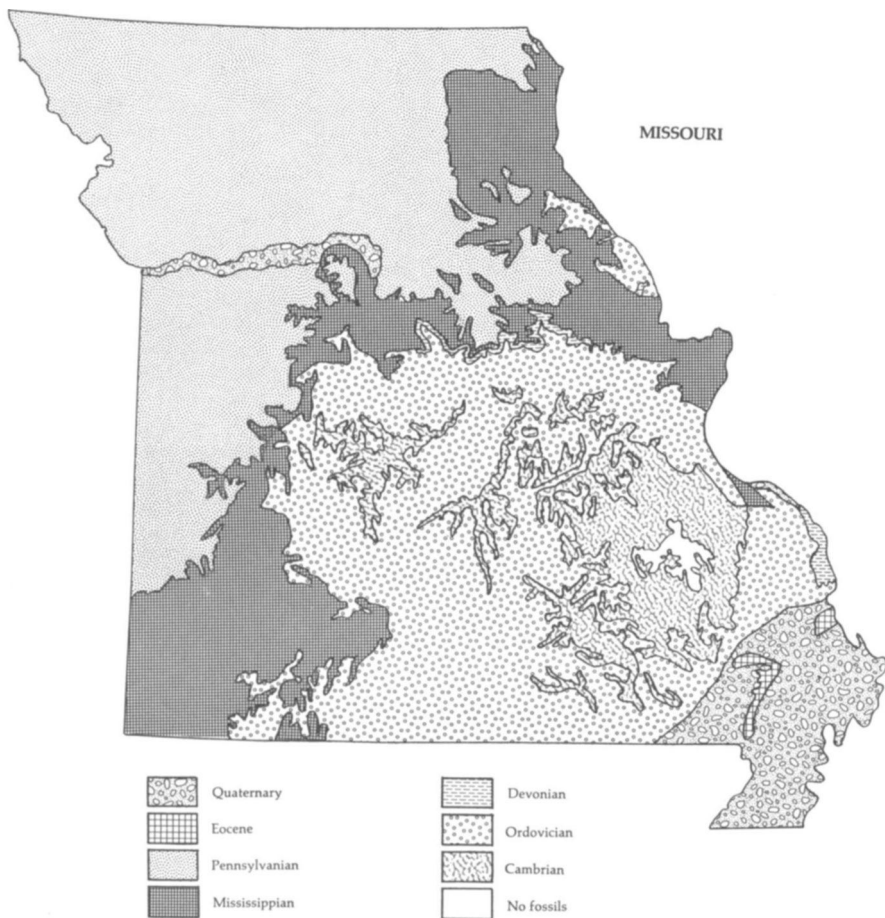 MISSOURI
Quaternary
Eocene
Pennsylvanian
Mississippian
Devonian
Ordovician
Cambrian
No fossils